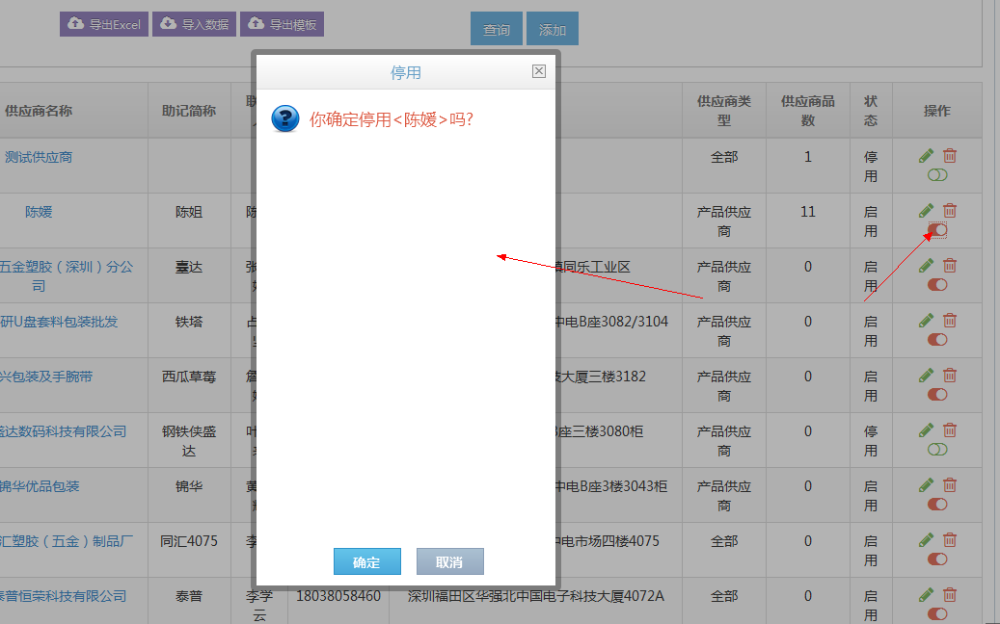 导出Excel 导入数据 导出模板 查询 添加
停用
你确定停用<陈媛>吗?
确定 取消
供应商名称 助记简称 供应商类型 供应商品数 状态 操作
测试供应商 全部 1 停用
陈媛 陈姐 陈 产品供应商 11 启用
五金塑胶（深圳）分公司 臺达 张 镇同乐工业区 产品供应商 0 启用
研U盘套料包装批发 铁塔 占 中电B座3082/3104 产品供应商 0 启用
兴包装及手腕带 西瓜草莓 詹 技大厦三楼3182 产品供应商 0 启用
盛达数码科技有限公司 钢铁侠盛达 叶 B座三楼3080柜 产品供应商 0 停用
锦华优品包装 锦华 黄 中电B座3楼3043柜 产品供应商 0 启用
汇塑胶（五金）制品厂 同汇4075 李 中电市场四楼4075 全部 0 启用
泰普恒荣科技有限公司 泰普 李学云 18038058460 深圳福田区华强北中国电子科技大厦4072A 全部 0 启用